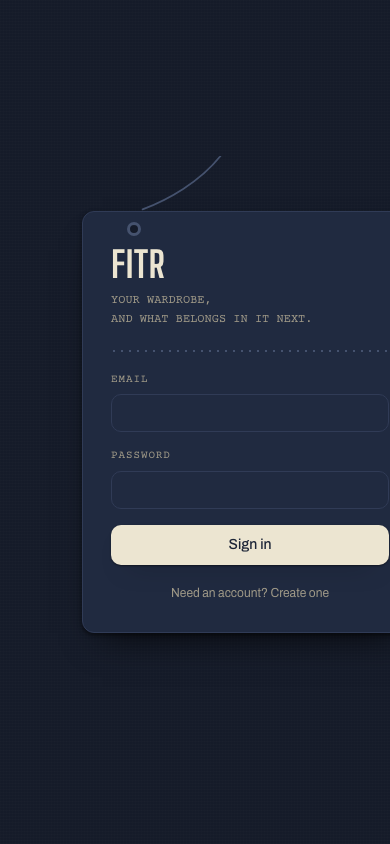 FITR
YOUR WARDROBE,
AND WHAT BELONGS IN IT NEXT.
EMAIL
PASSWORD
Sign in
Need an account? Create one